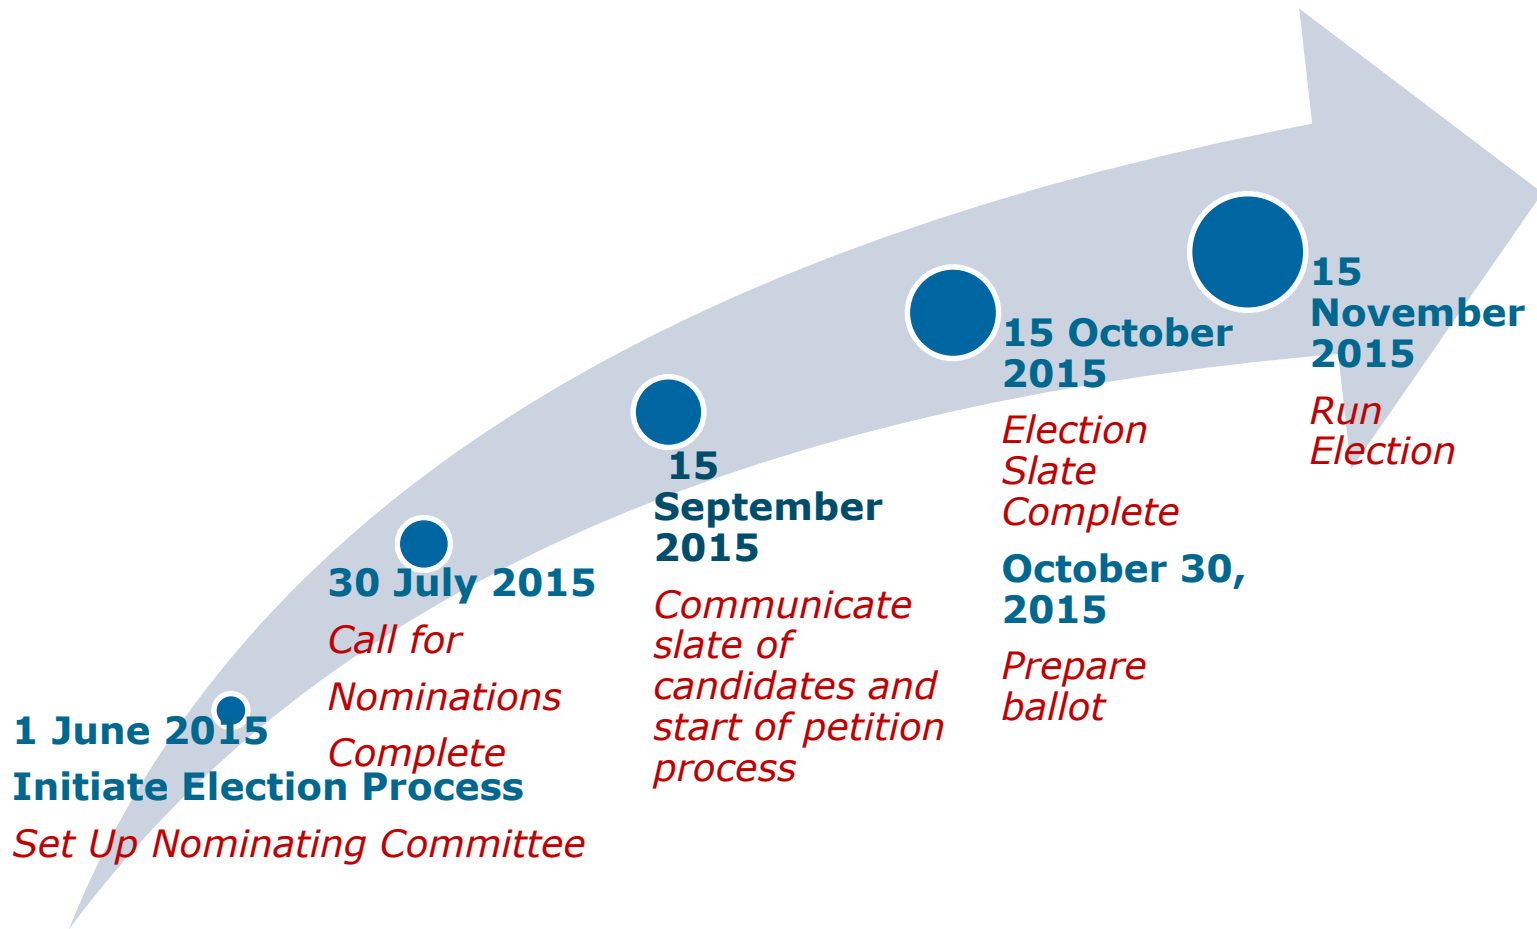 1 June 2015
Initiate Election Process
Set Up Nominating Committee
30 July 2015
Call for
Nominations
Complete
15
September
2015
Communicate
slate of
candidates and
start of petition
process
15 October
2015
Election
Slate
Complete
October 30,
2015
Prepare
ballot
15
November
2015
Run
Election